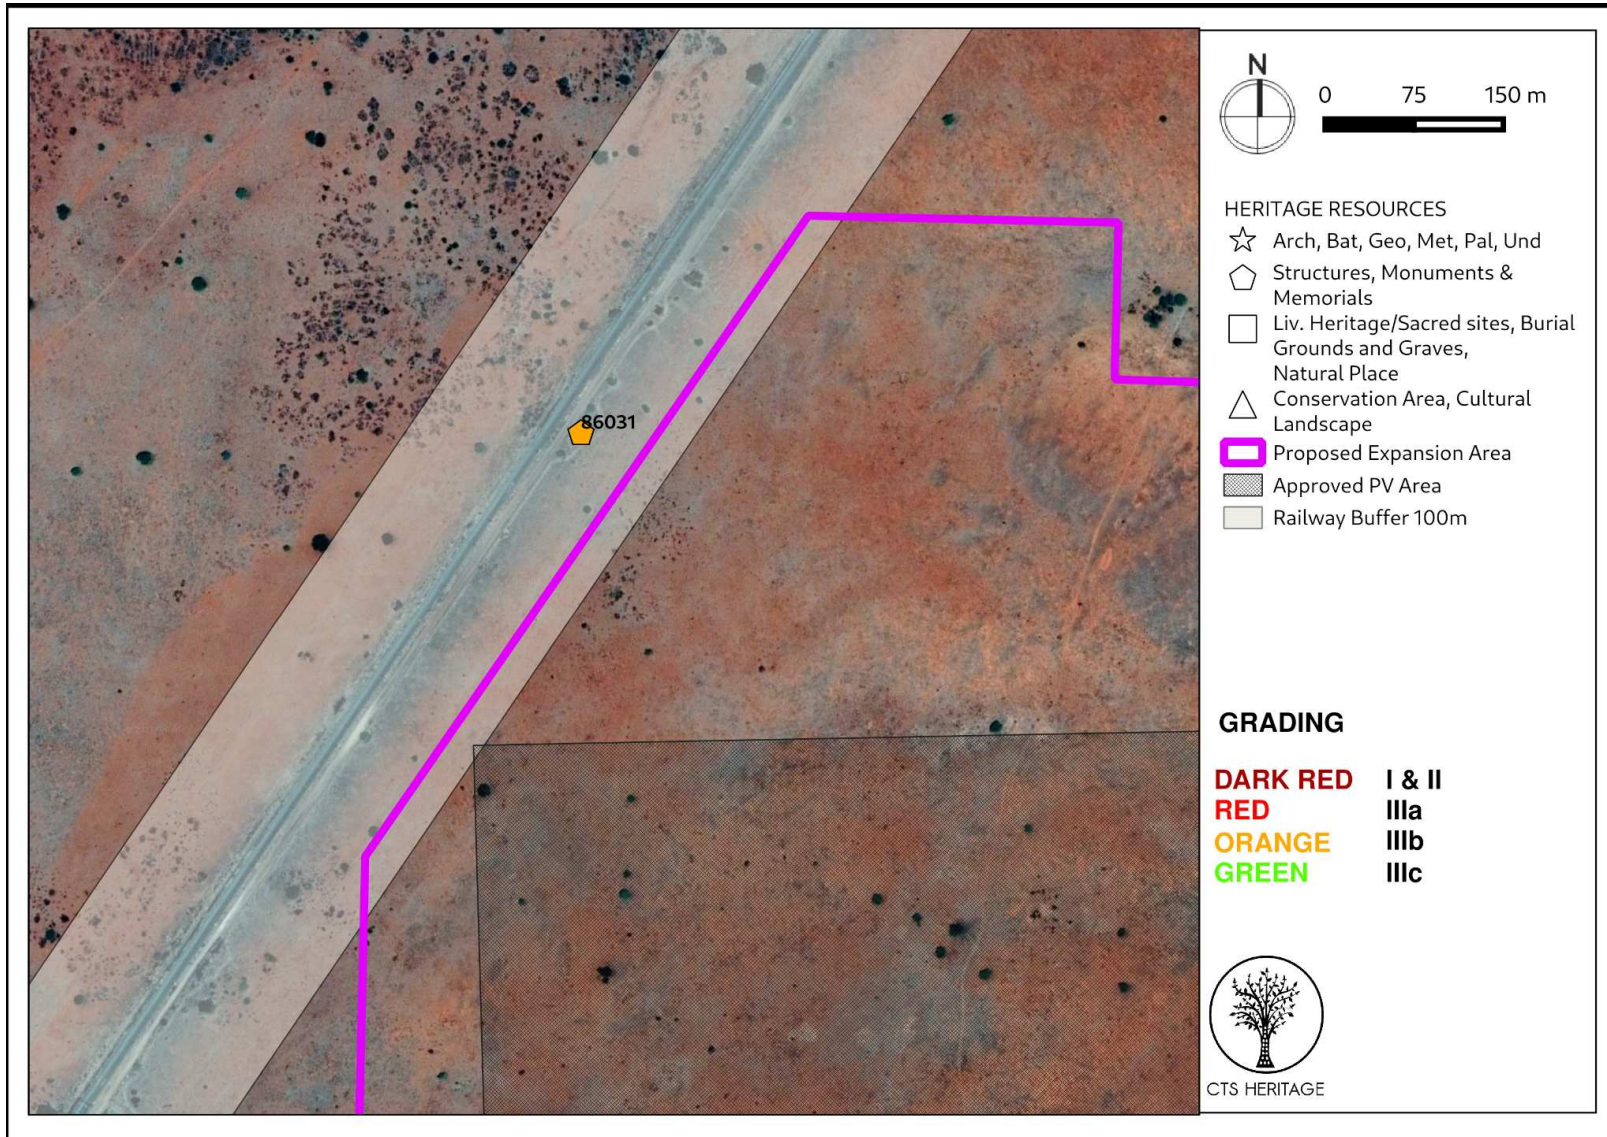 86031
N
0 75 150 m
HERITAGE RESOURCES
Arch, Bat, Geo, Met, Pal, Und
Structures, Monuments &
Memorials
Liv. Heritage/Sacred sites, Burial
Grounds and Graves,
Natural Place
Conservation Area, Cultural
Landscape
Proposed Expansion Area
Approved PV Area
Railway Buffer 100m
GRADING
DARK RED I & II
RED IIIa
ORANGE IIIb
GREEN IIIc
CTS HERITAGE